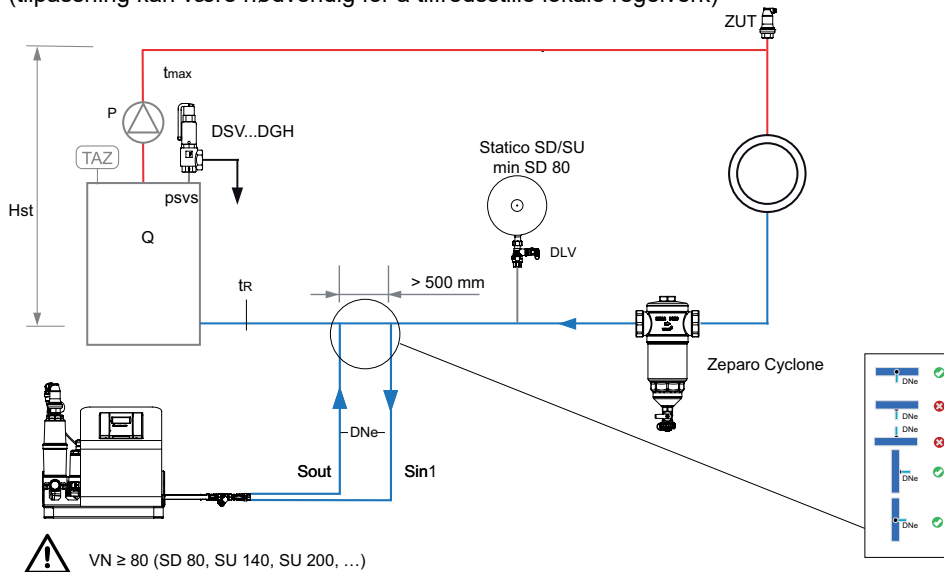 (tilpassning kan være nødvendig for å tilfredsstille lokale regelverk)
ZUT
tmax
P
DSV...DGH
TAZ
Statico SD/SU
min SD 80
psvs
Hst
Q
DLV
tR
> 500 mm
Zeparo Cyclone
DNe
DNe
DNe
DNe
DNe
DNe
Sout
Sin1
VN ≥ 80 (SD 80, SU 140, SU 200, …)